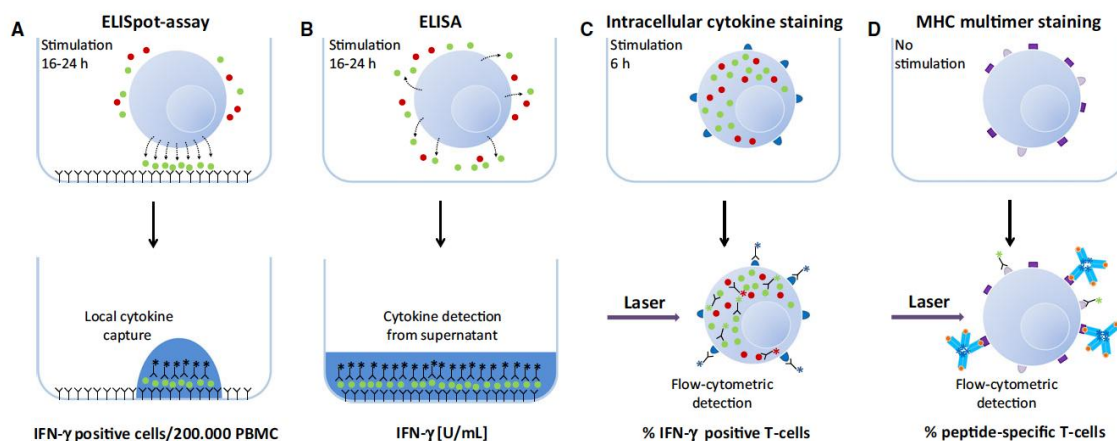 A
ELISpot-assay
Stimulation
16-24 h
Local cytokine
capture
IFN-γ positive cells/200.000 PBMC
B
ELISA
Stimulation
16-24 h
Cytokine detection
from supernatant
IFN-γ [U/mL]
C
Intracellular cytokine staining
Stimulation
6 h
Laser
Flow-cytometric
detection
% IFN-γ positive T-cells
D
MHC multimer staining
No
stimulation
Laser
Flow-cytometric
detection
% peptide-specific T-cells